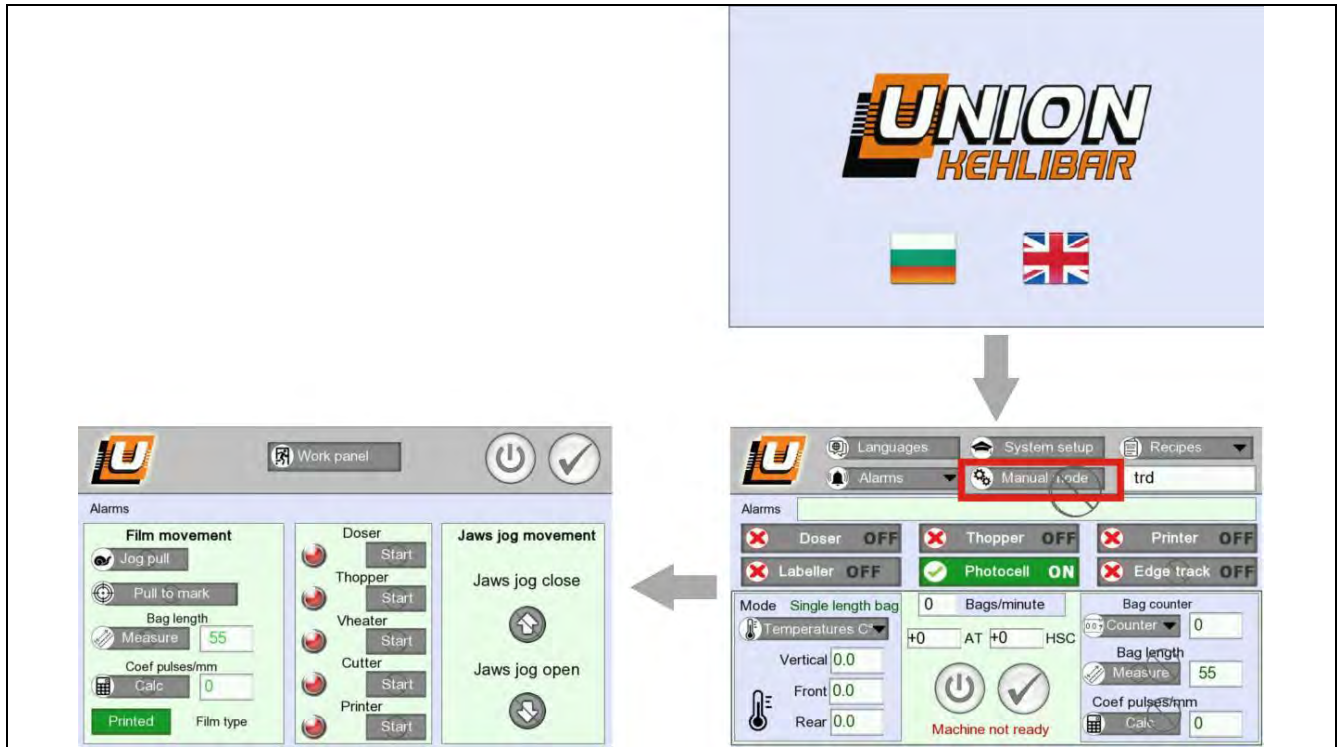 UNION
KEHLIBAR
Work panel
Alarms
Film movement
Jog pull
Pull to mark
Bag length
Measure 55
Coef pulses/mm
Calc 0
Printed Film type
Doser
Start
Thopper
Start
Vheater
Start
Cutter
Start
Printer
Start
Jaws jog movement
Jaws jog close
Jaws jog open
U
Languages System setup Recipes
Alarms Manual mode trd
Alarms
Doser OFF Thopper OFF Printer OFF
Labeller OFF Photocell ON Edge track OFF
Mode Single length bag
Temperatures C°
Vertical 0.0
Front 0.0
Rear 0.0
0 Bags/minute
+0 AT +0 HSC
Machine not ready
Bag counter
Counter 0
Bag length
Measure 55
Coef pulses/mm
Calc 0